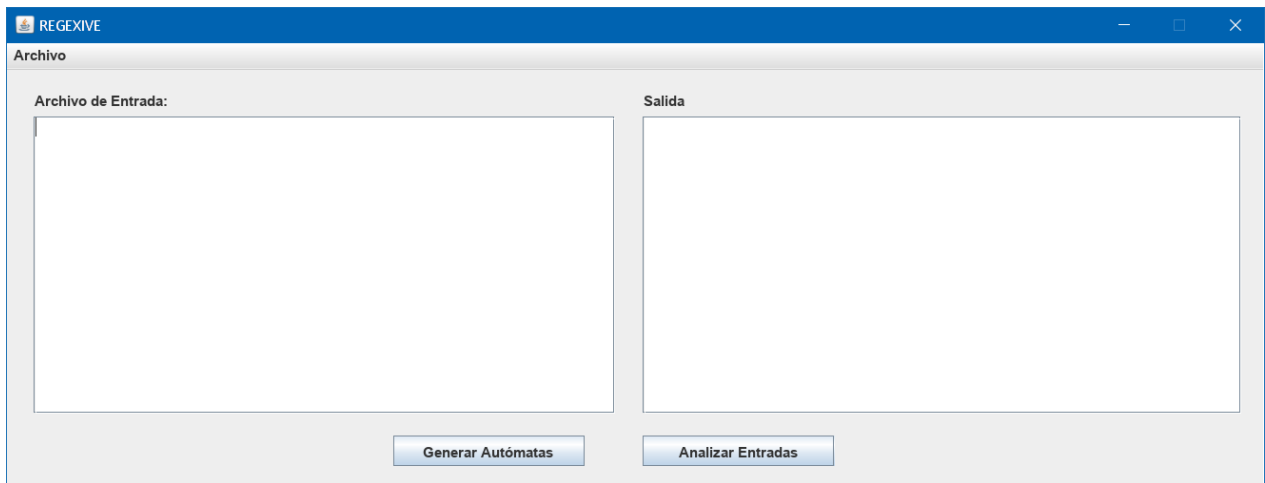 REGEXIVE
Archivo
Archivo de Entrada:
Salida
Generar Autómatas
Analizar Entradas